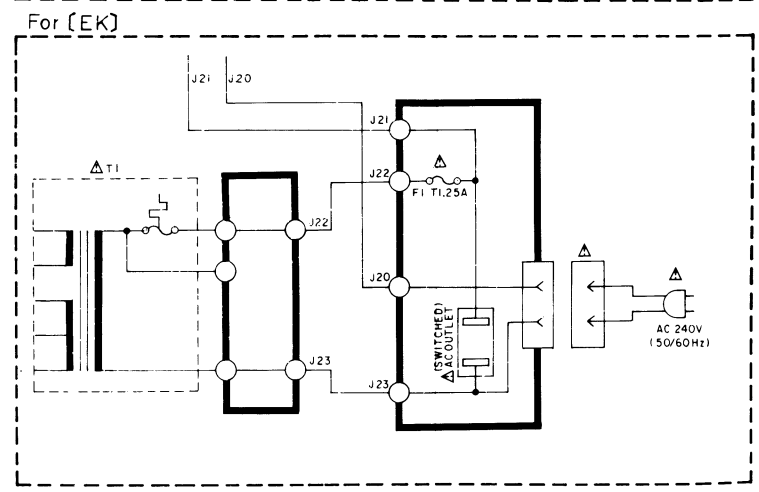 For [EK]
J21 J20
J21
⚠ T1
J22
F1 T1.25A
J22
J20
(SWITCHED)
⚠ AC OUTLET
AC 240V
(50/60Hz)
J23
J23